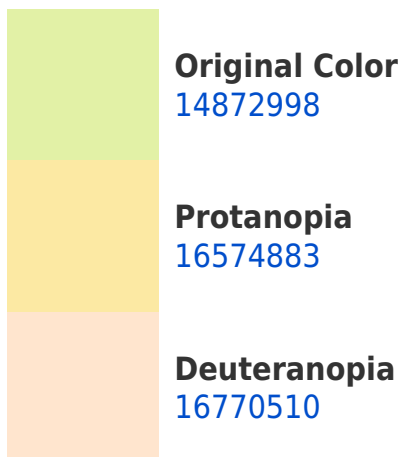 Original Color
14872998
Protanopia
16574883
Deuteranopia
16770510